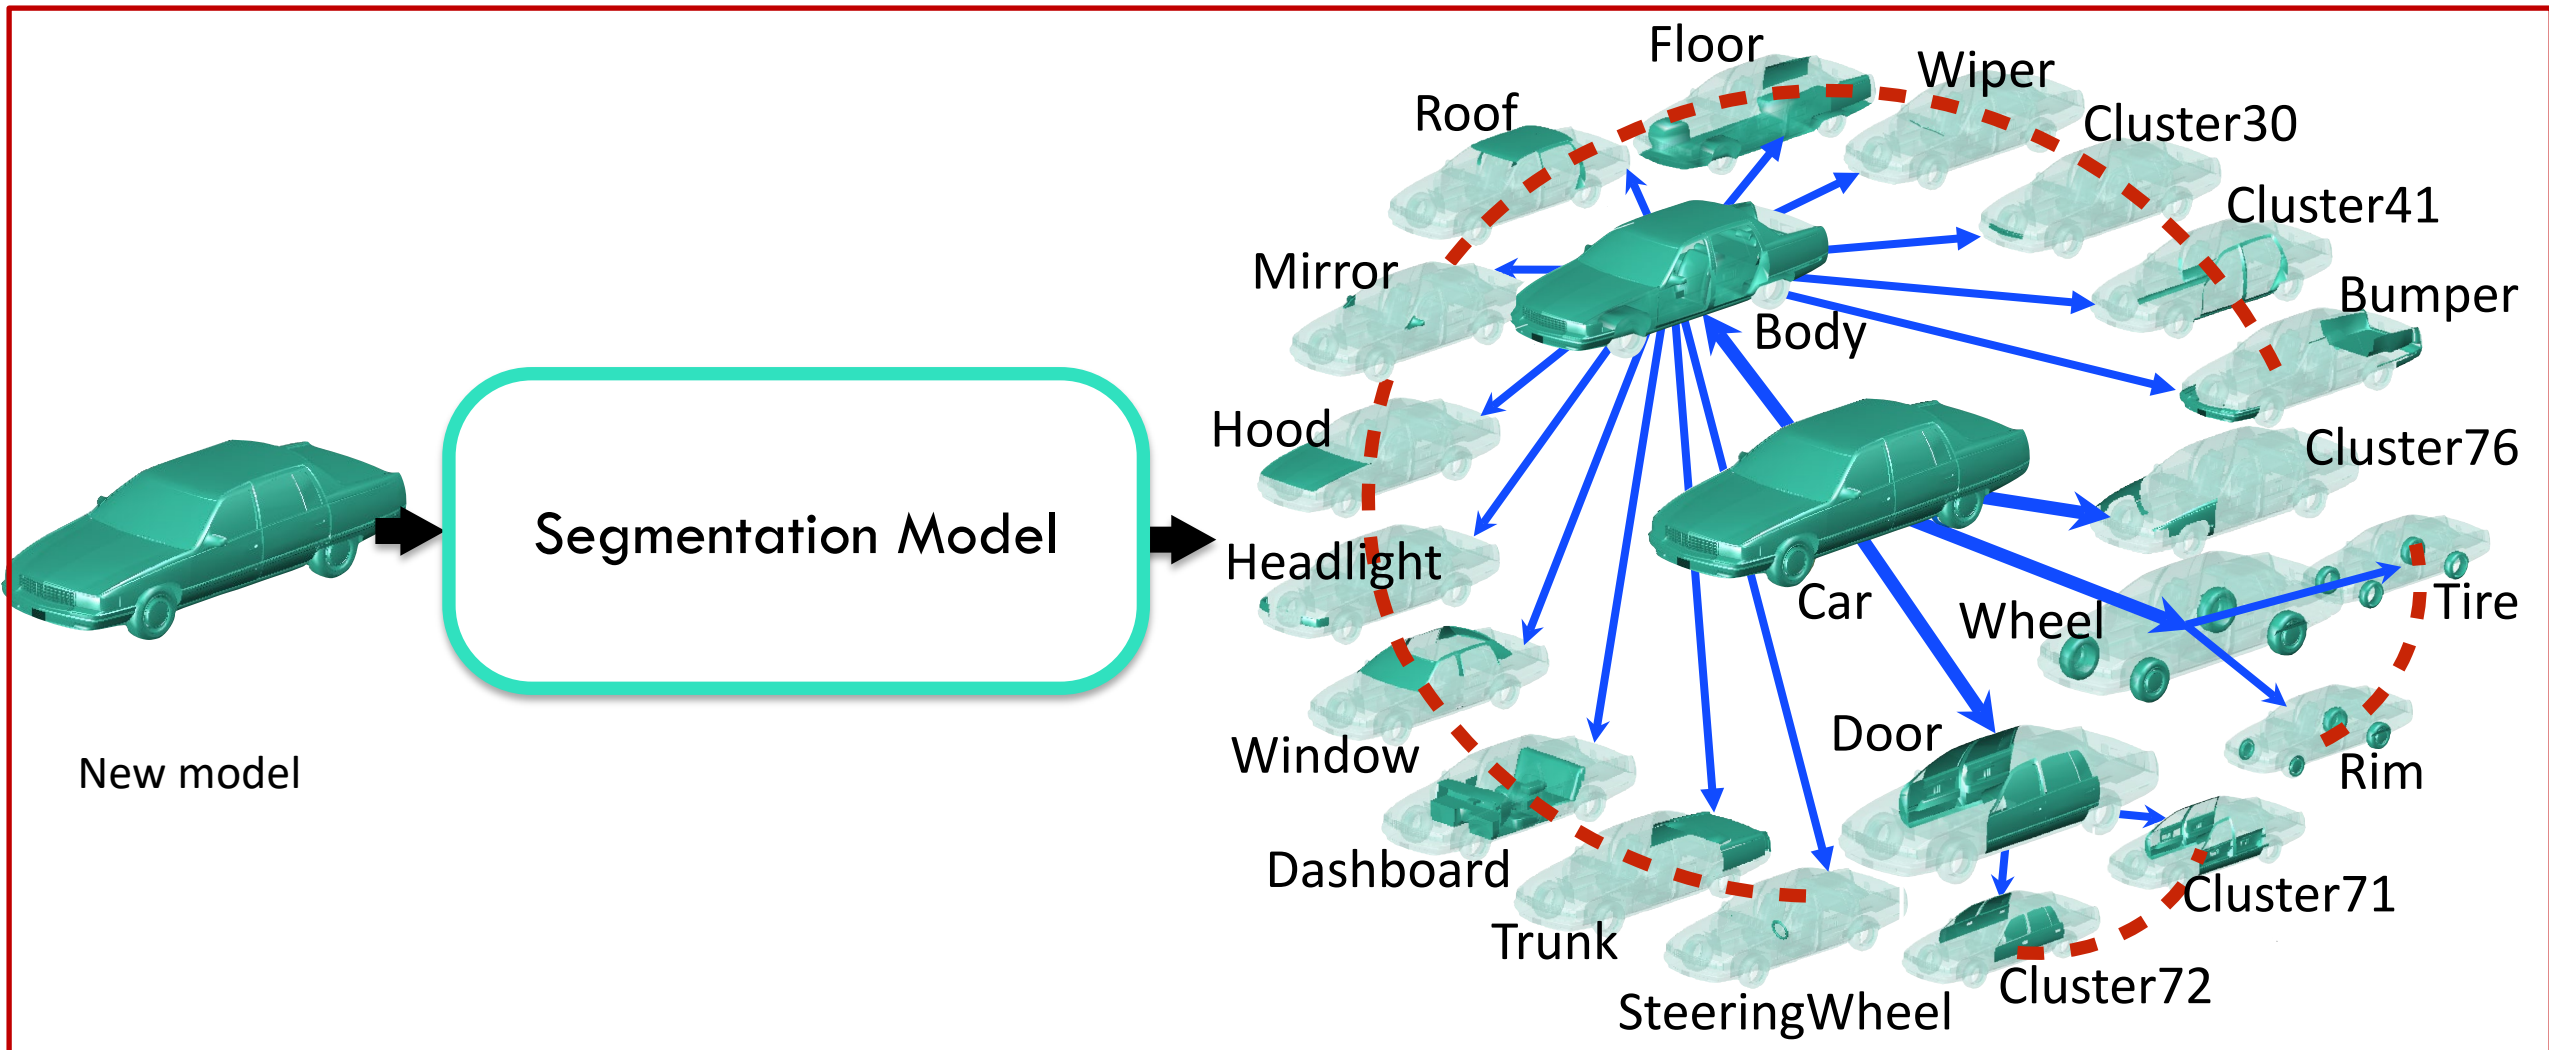 Floor
Wiper
Roof
Cluster30
Cluster41
Mirror
Bumper
Body
Hood
Cluster76
Segmentation Model
Headlight
Car
Wheel
Tire
Door
Window
New model
Rim
Dashboard
Cluster71
Trunk
Cluster72
SteeringWheel